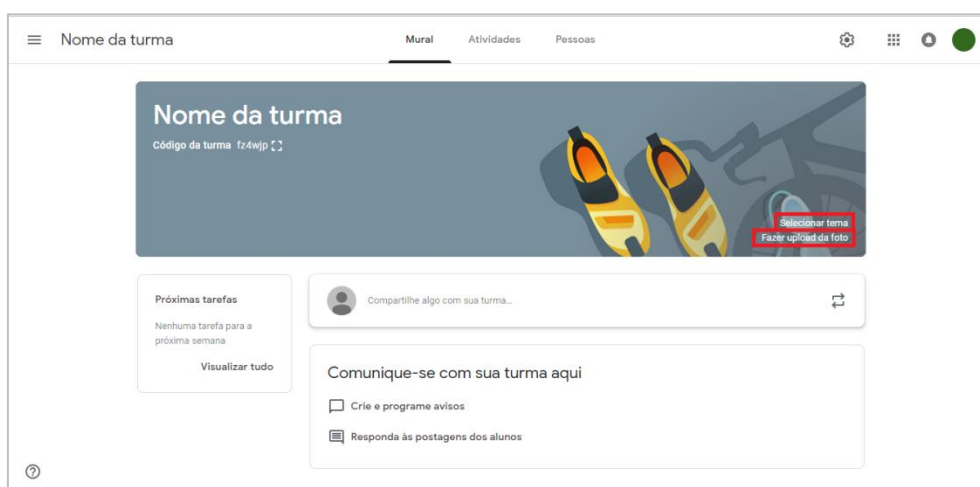 Nome da turma
Mural Atividades Pessoas
Nome da turma
Código da turma fz4wjp
Selecionar tema
Fazer upload da foto
Próximas tarefas
Nenhuma tarefa para a
próxima semana
Visualizar tudo
Compartilhe algo com sua turma...
Comunique-se com sua turma aqui
Crie e programe avisos
Responda às postagens dos alunos